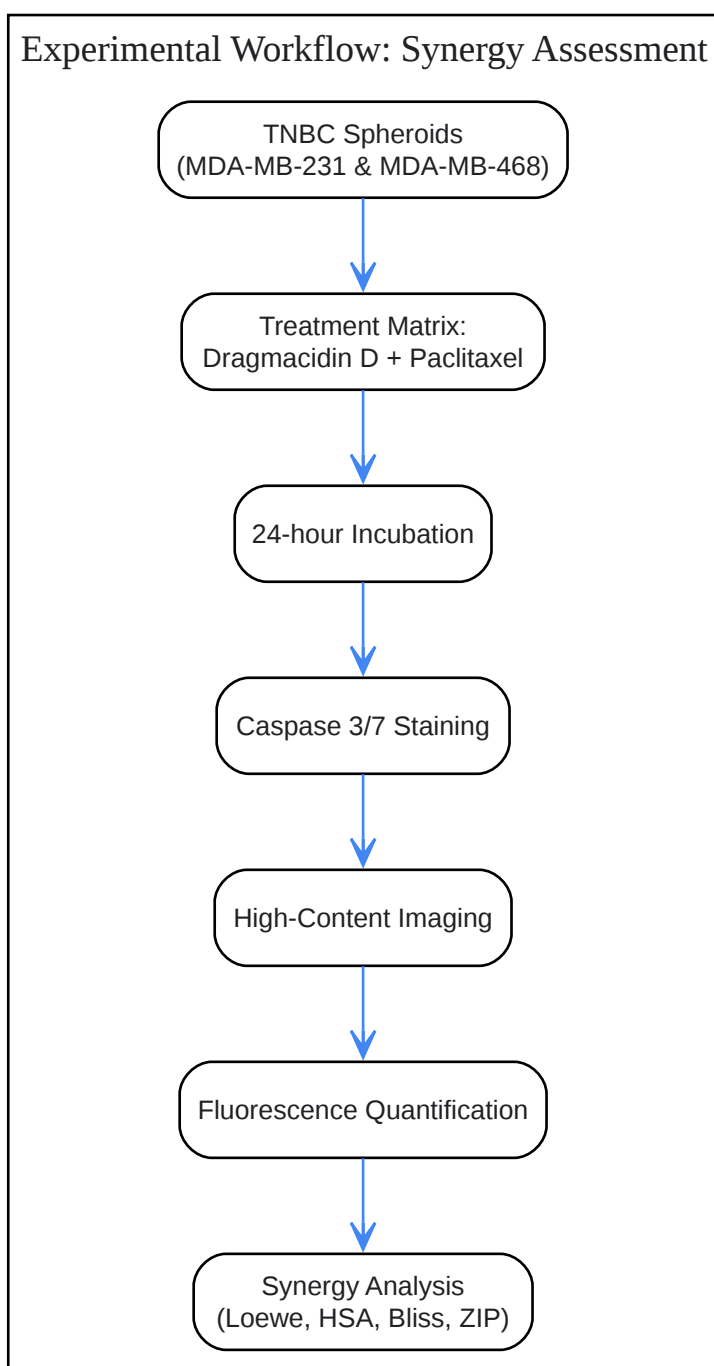 Experimental Workflow: Synergy Assessment
TNBC Spheroids
(MDA-MB-231 & MDA-MB-468)
Treatment Matrix:
Dragmacidin D + Paclitaxel
24-hour Incubation
Caspase 3/7 Staining
High-Content Imaging
Fluorescence Quantification
Synergy Analysis
(Loewe, HSA, Bliss, ZIP)